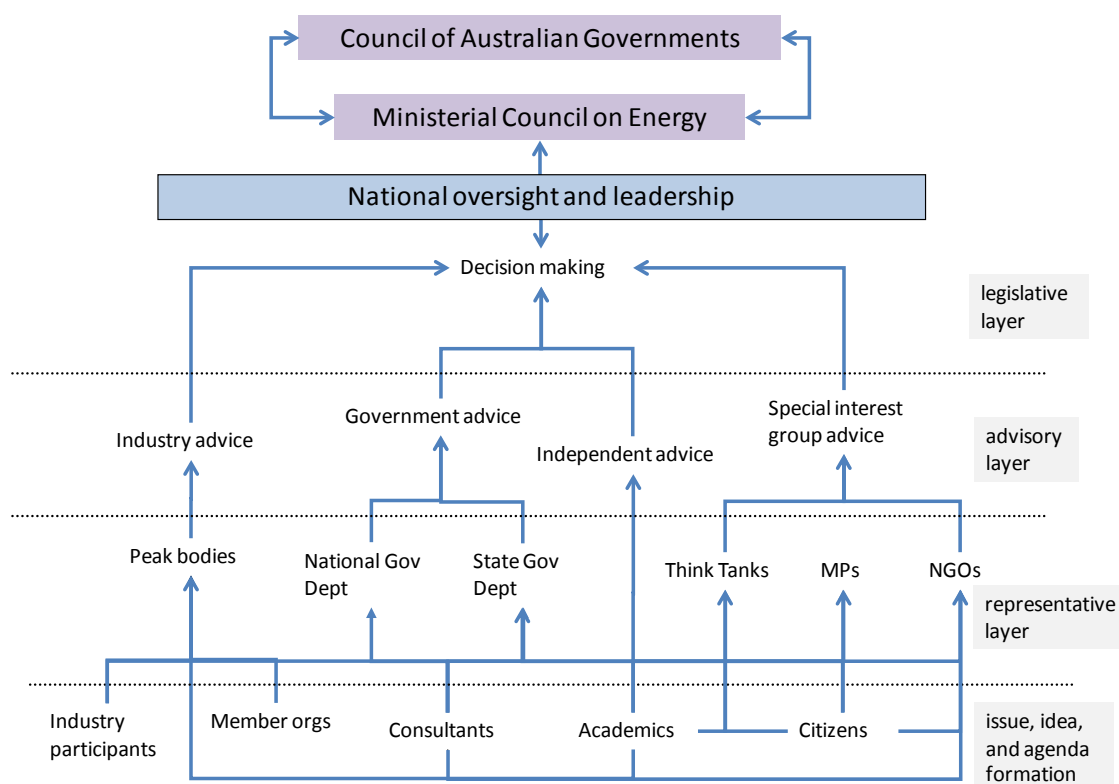 Council of Australian Governments
Ministerial Council on Energy
National oversight and leadership
Decision making
legislative
layer
Industry advice
Government advice
Independent advice
Special interest
group advice
advisory
layer
Peak bodies
National Gov
Dept
State Gov
Dept
Think Tanks
MPs
NGOs
representative
layer
Industry
participants
Member orgs
Consultants
Academics
Citizens
issue, idea,
and agenda
formation